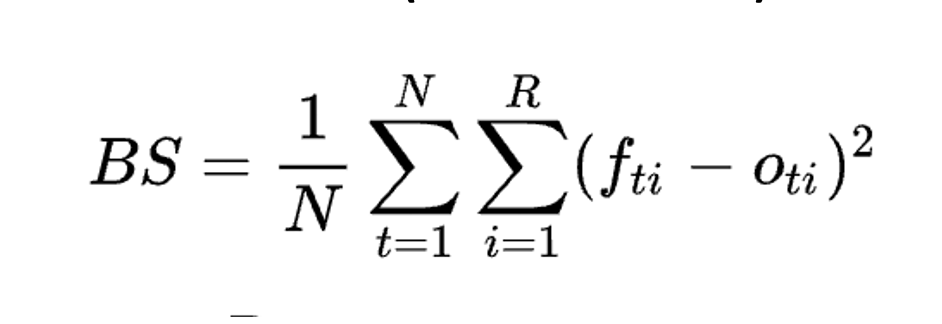 BS = \frac{1}{N} \sum_{t=1}^{N} \sum_{i=1}^{R} (f_{ti} - o_{ti})^2